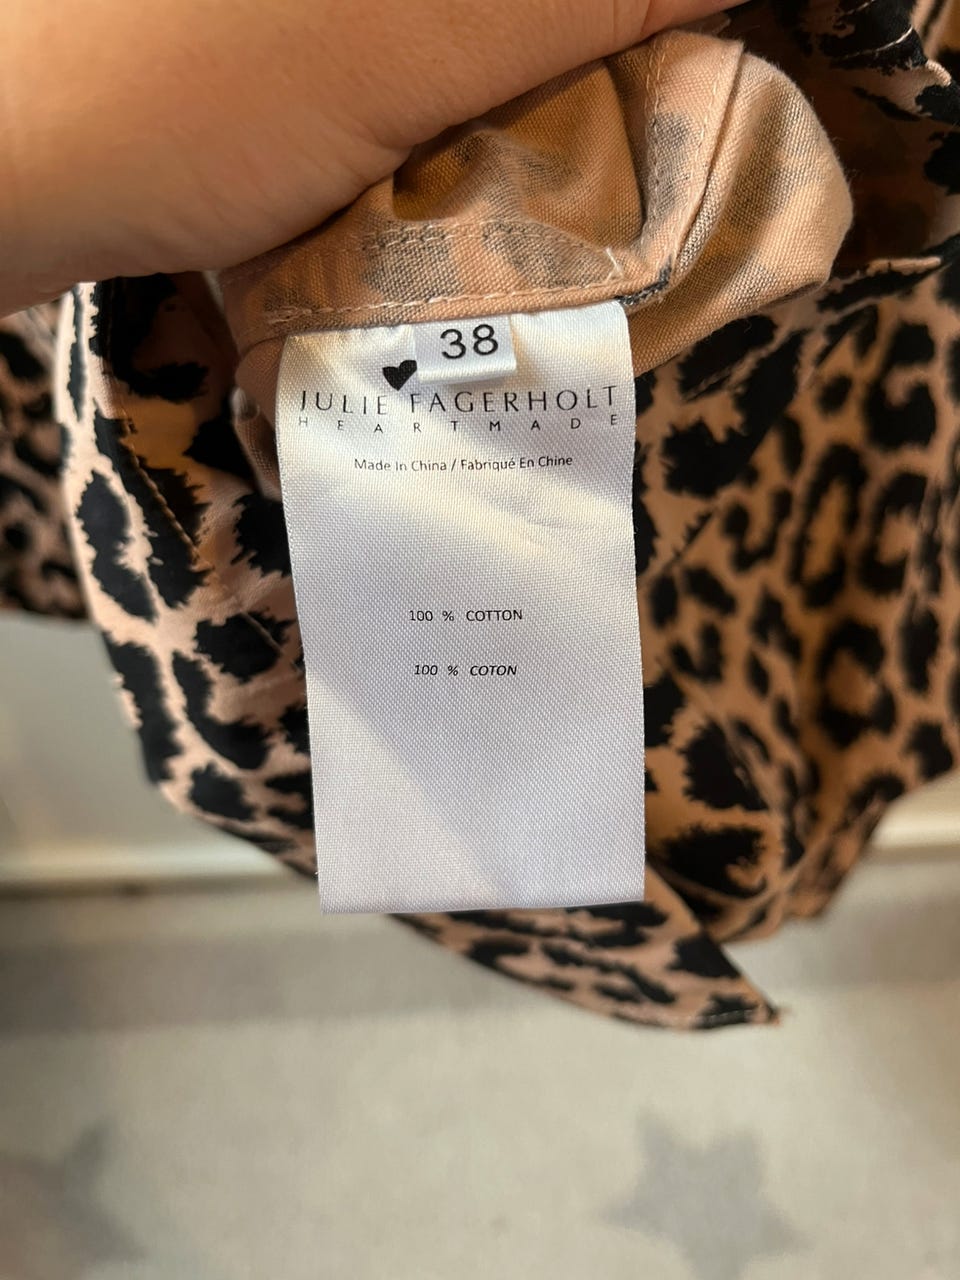 38
JULIE FAGERHOLT
HEARTMADE
Made In China / Fabriqué En Chine
100 % COTTON
100 % COTON